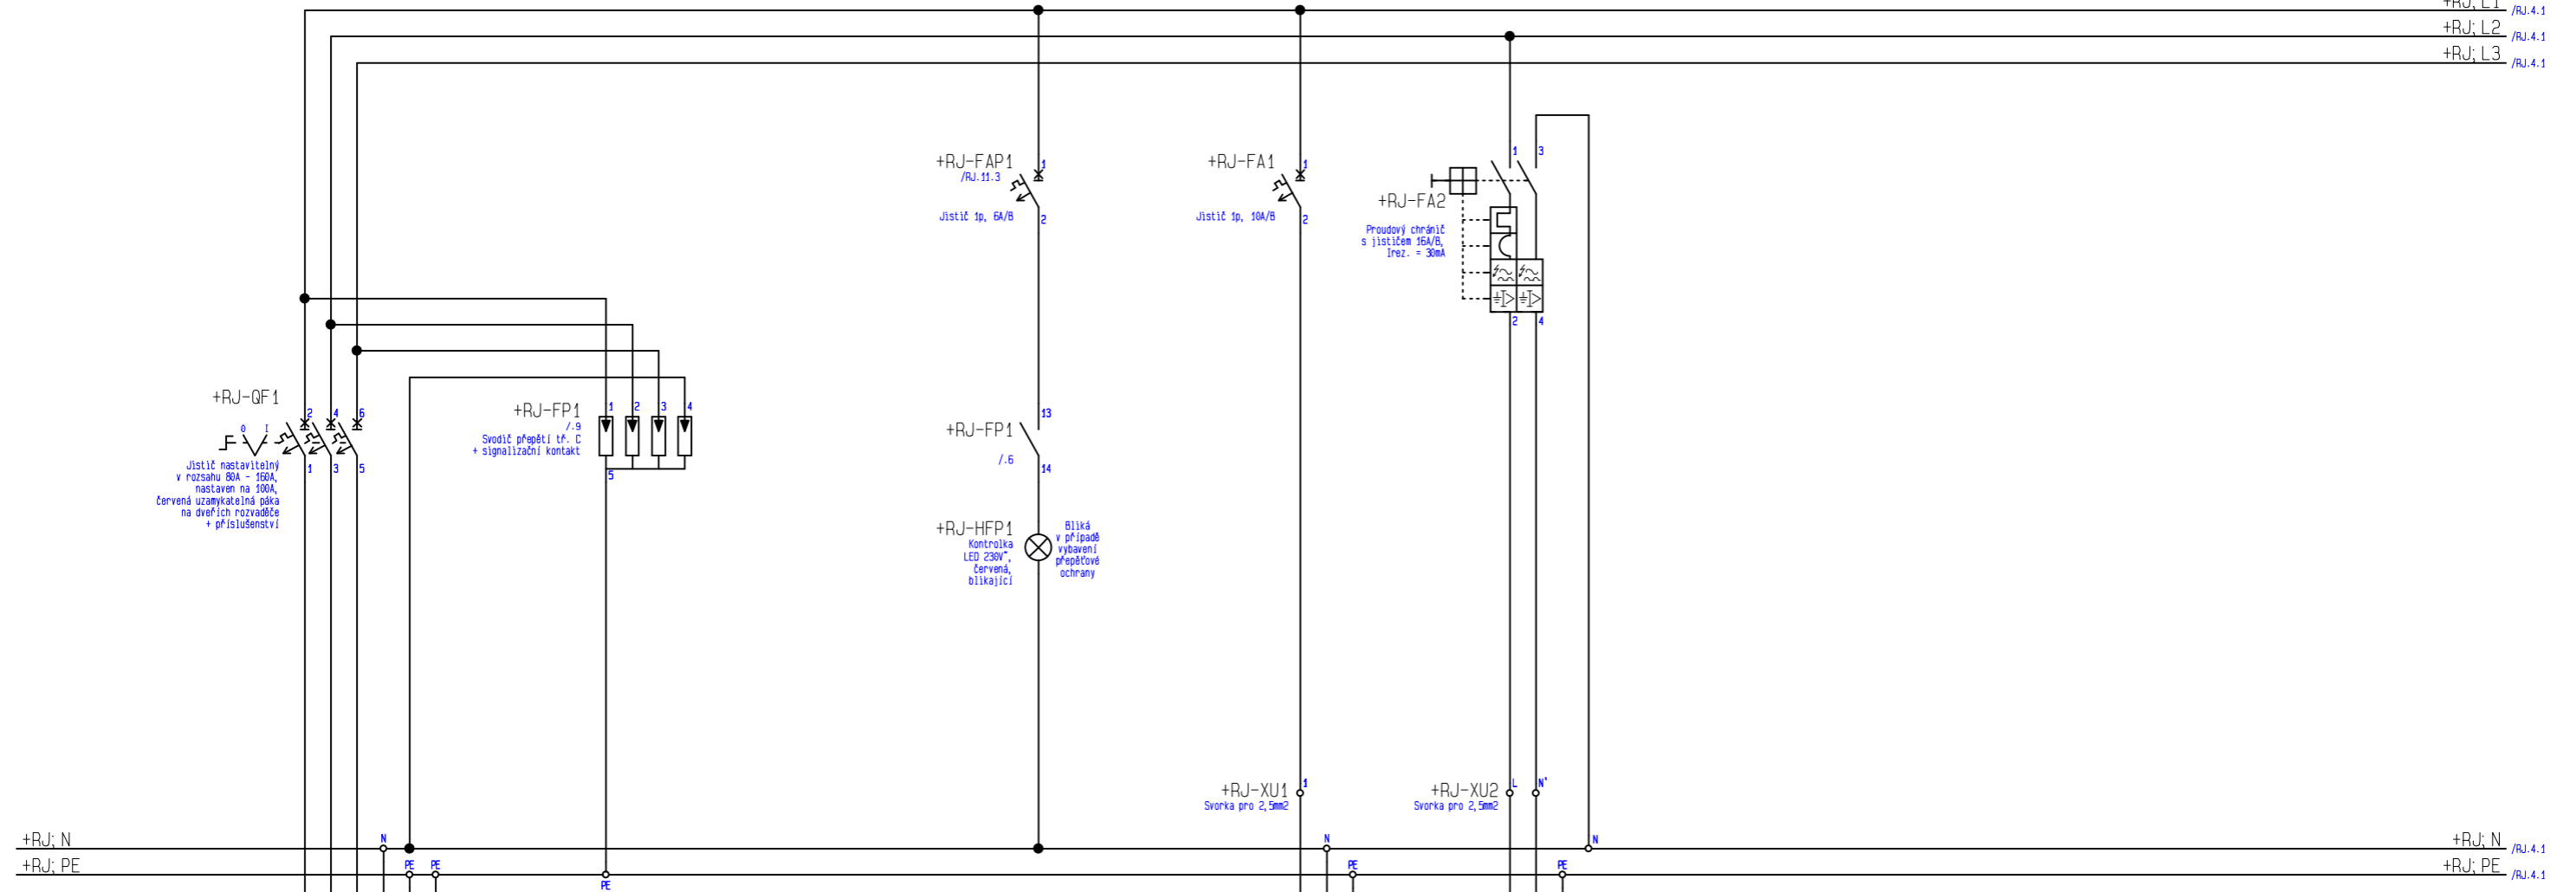 +RJ; L1 /RJ.4.1
+RJ; L2 /RJ.4.1
+RJ; L3 /RJ.4.1
+RJ-FAP1
/RJ.11.3
Jistič 1p, 6A/B
1
2
+RJ-FA1
Jistič 1p, 10A/B
1
2
+RJ-FA2
Proudový chránič
s jističem 16A/B,
Irez. = 30mA
1 3
2 4
+RJ-QF1
0 I
2 4 6
1 3 5
Jistič nastavitelný
v rozsahu 80A - 160A,
nastaven na 100A,
červená uzamykatelná páka
na dveřích rozvaděče
+ příslušenství
+RJ-FP1
/.9
Svodič přepětí tř. C
+ signalizační kontakt
1 2 3 4
5
+RJ-FP1
/.6
13
14
+RJ-HFP1
Kontrolka
LED 230V~,
červená,
blikající
Bliká
v případě
vybavení
přepěťové
ochrany
+RJ-XU1
Svorka pro 2,5mm2
1
+RJ-XU2
Svorka pro 2,5mm2
L N'
+RJ; N N N N +RJ; N /RJ.4.1
+RJ; PE PE PE PE PE PE +RJ; PE /RJ.4.1